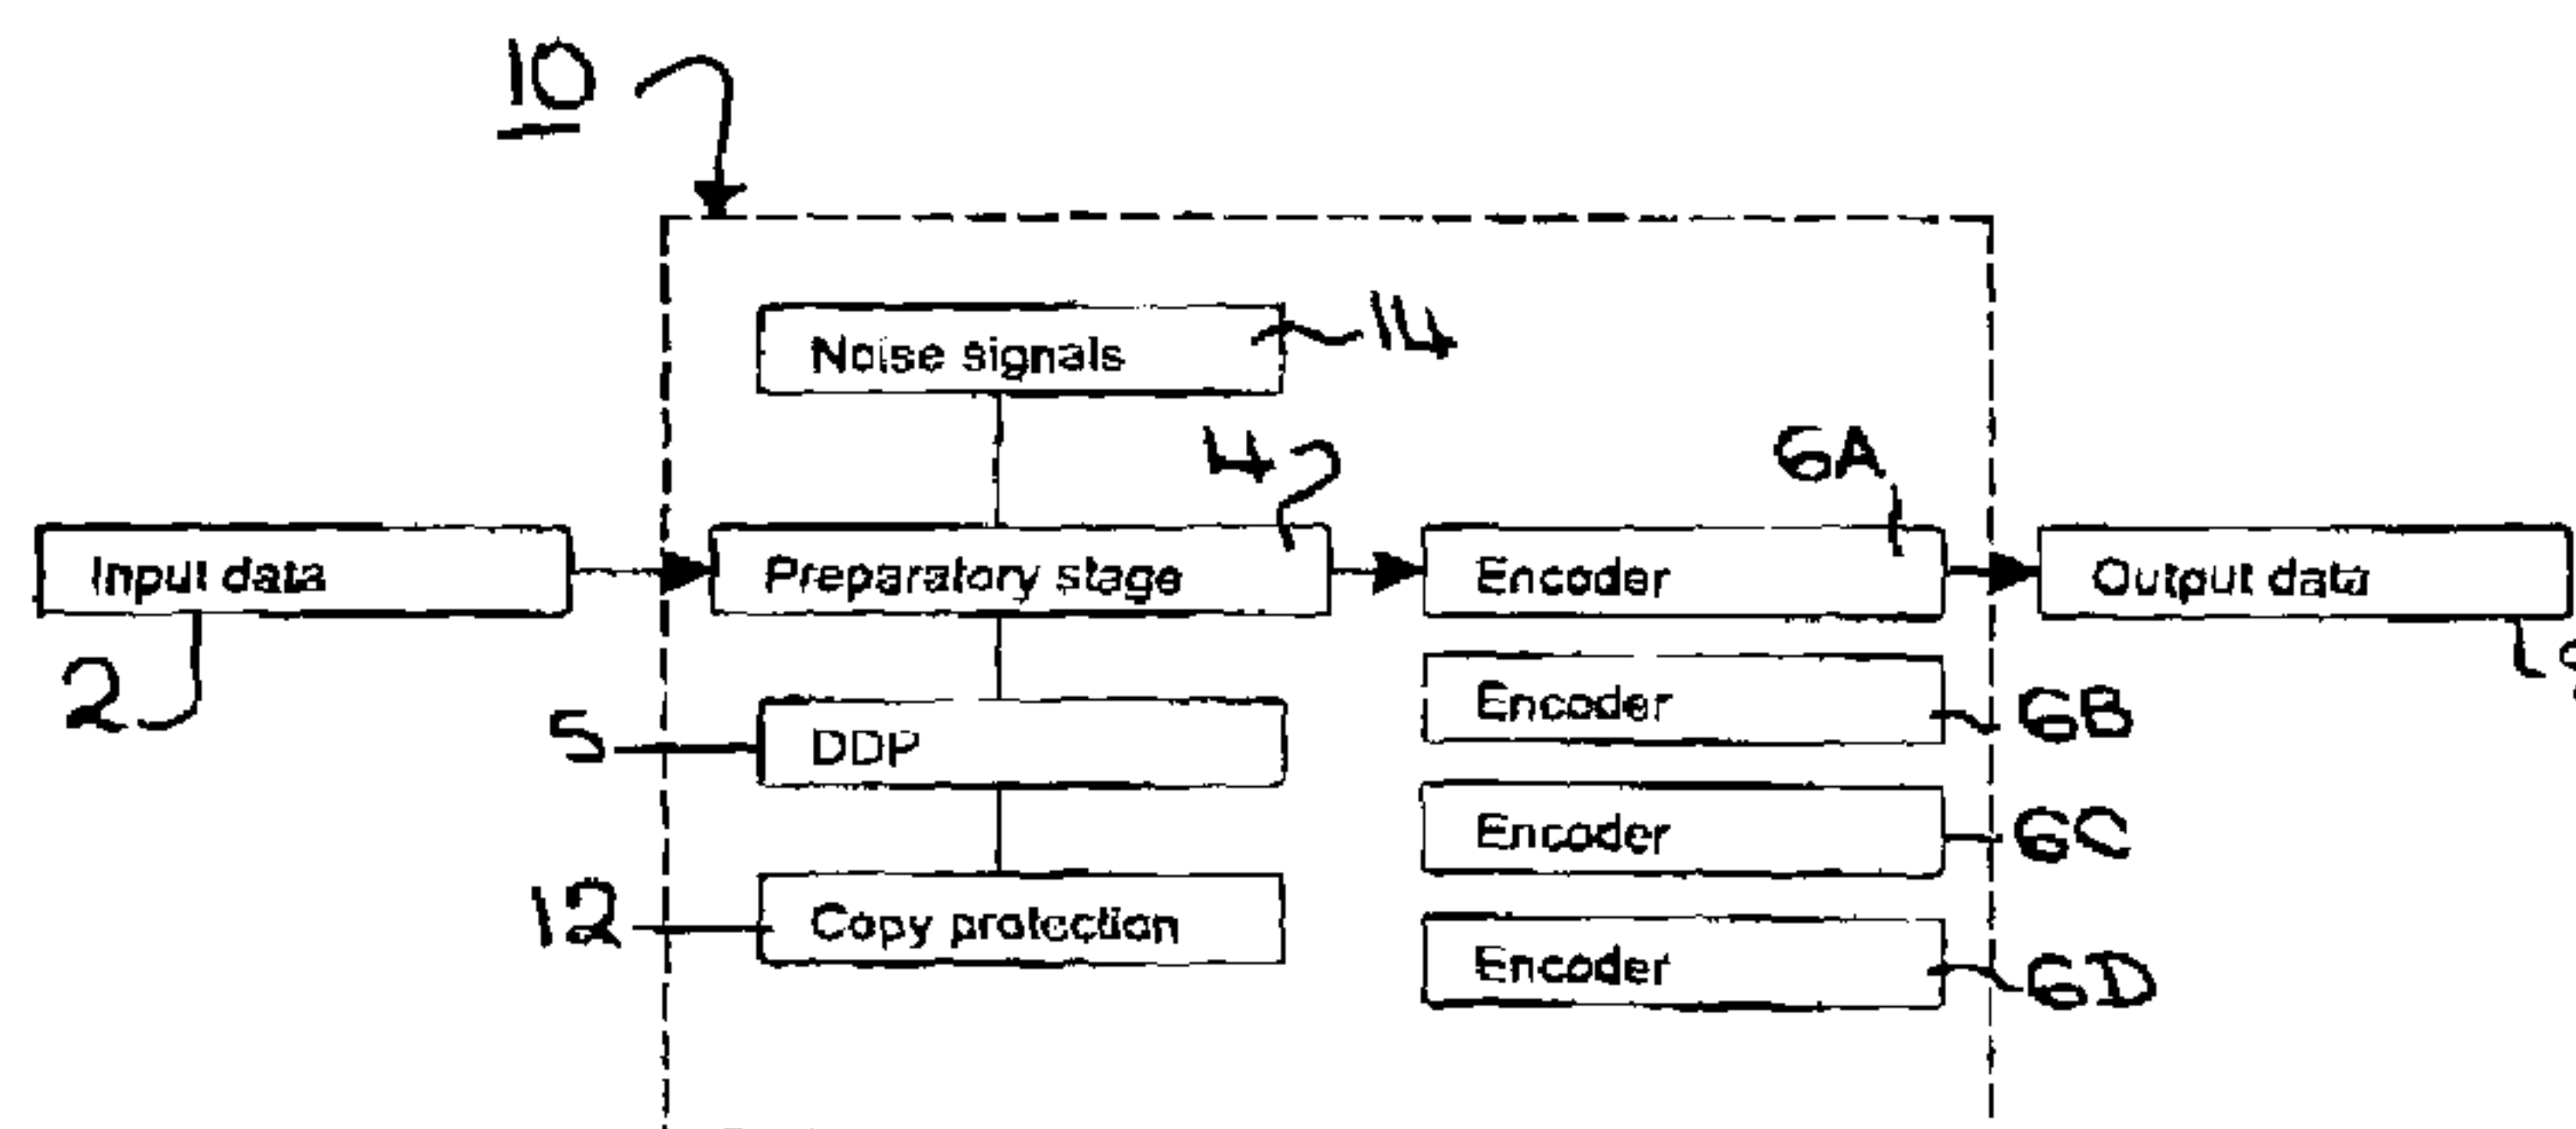 10
Noise signals
14
4
6A
Input data
Preparatory stage
Encoder
Output data
2
5
DDP
Encoder
6B
Encoder
6C
12
Copy protection
Encoder
6D